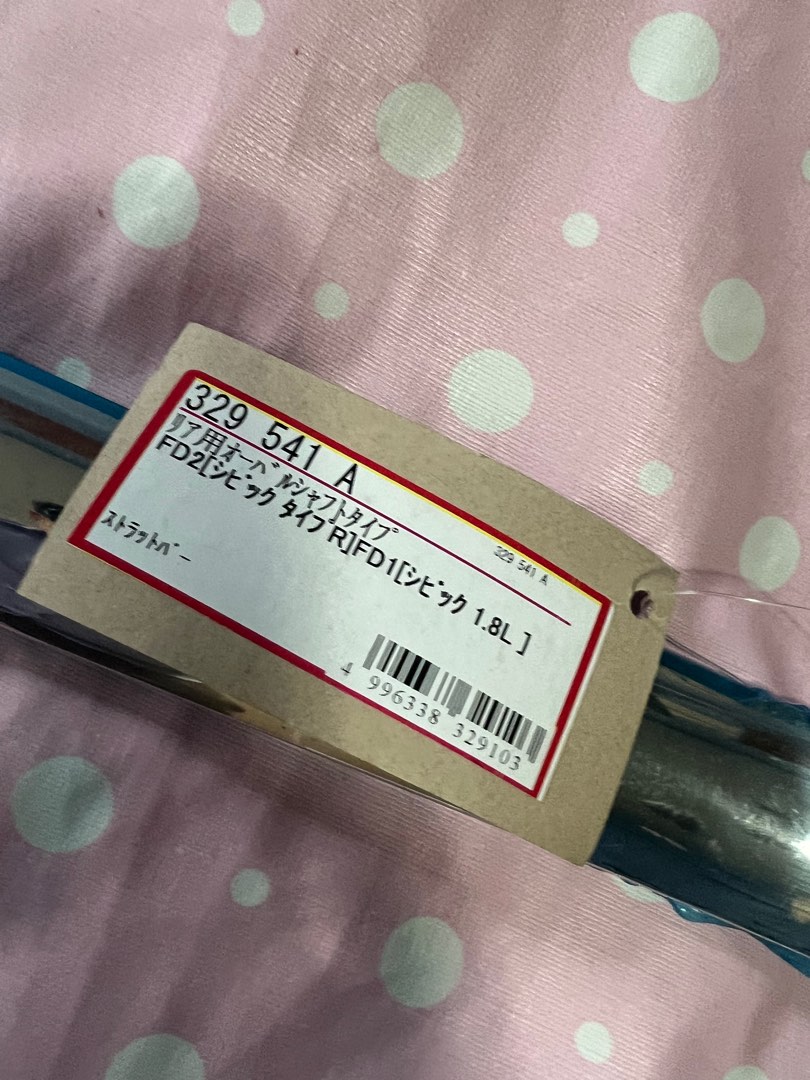 329 541 A
ﾘｱ用ｵｰﾊﾞﾙｼｬﾌﾄﾀｲﾌﾟ
FD2[ｼﾋﾞｯｸ ﾀｲﾌﾟR]FD1[ｼﾋﾞｯｸ 1.8L ]
329 541 A
ｽﾄﾗｯﾄﾊﾞｰ
4 996338 329103